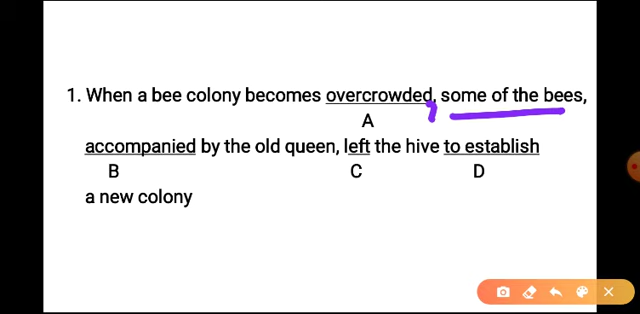 1. When a bee colony becomes overcrowded, some of the bees,
A
accompanied by the old queen, left the hive to establish
B C D
a new colony